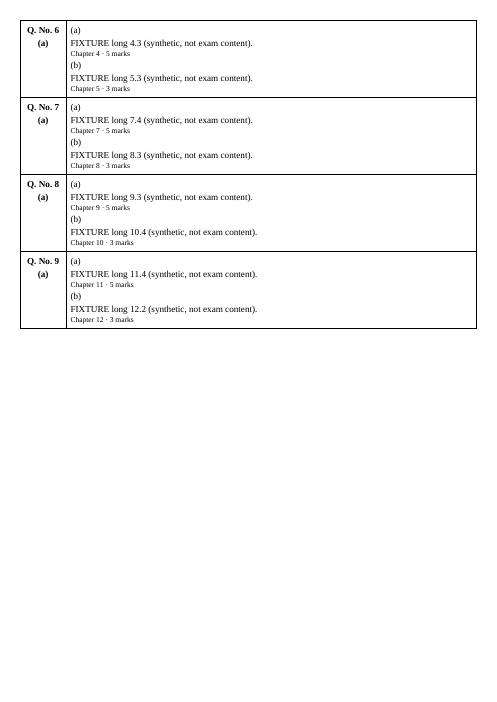 Q. No. 6
(a)
(a)
FIXTURE long 4.3 (synthetic, not exam content).
Chapter 4 · 5 marks
(b)
FIXTURE long 5.3 (synthetic, not exam content).
Chapter 5 · 3 marks
Q. No. 7
(a)
(a)
FIXTURE long 7.4 (synthetic, not exam content).
Chapter 7 · 5 marks
(b)
FIXTURE long 8.3 (synthetic, not exam content).
Chapter 8 · 3 marks
Q. No. 8
(a)
(a)
FIXTURE long 9.3 (synthetic, not exam content).
Chapter 9 · 5 marks
(b)
FIXTURE long 10.4 (synthetic, not exam content).
Chapter 10 · 3 marks
Q. No. 9
(a)
(a)
FIXTURE long 11.4 (synthetic, not exam content).
Chapter 11 · 5 marks
(b)
FIXTURE long 12.2 (synthetic, not exam content).
Chapter 12 · 3 marks